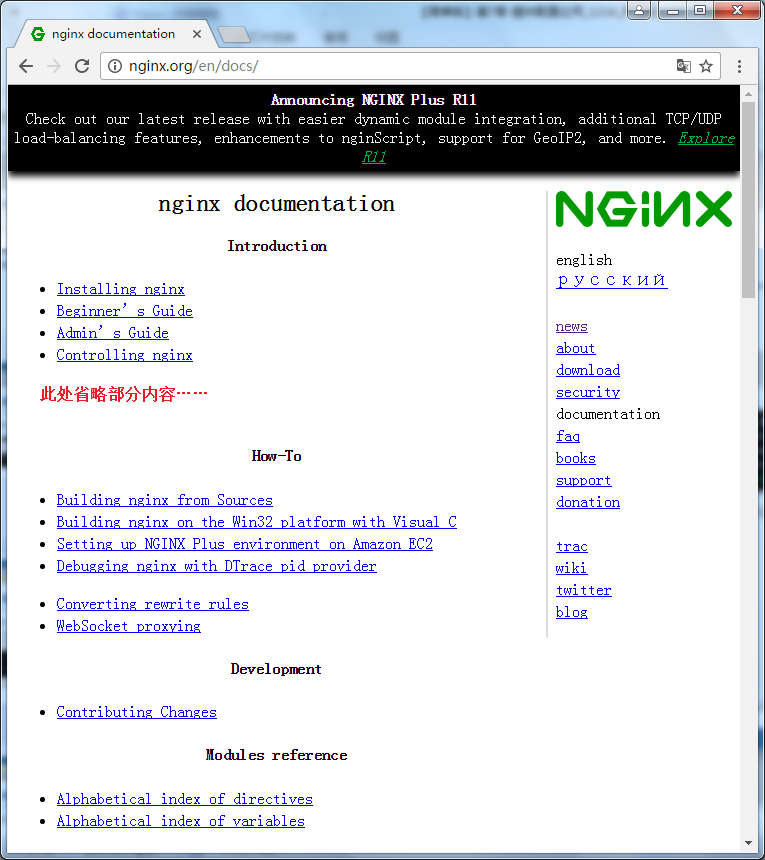 nginx documentation
nginx.org/en/docs/
Announcing NGINX Plus R11
Check out our latest release with easier dynamic module integration, additional TCP/UDP
load-balancing features, enhancements to nginScript, support for GeoIP2, and more. Explore
R11
nginx documentation
Introduction
Installing nginx
Beginner’s Guide
Admin’s Guide
Controlling nginx
此处省略部分内容……
How-To
Building nginx from Sources
Building nginx on the Win32 platform with Visual C
Setting up NGINX Plus environment on Amazon EC2
Debugging nginx with DTrace pid provider
Converting rewrite rules
WebSocket proxying
Development
Contributing Changes
Modules reference
Alphabetical index of directives
Alphabetical index of variables
NGINX
english
русский
news
about
download
security
documentation
faq
books
support
donation
trac
wiki
twitter
blog